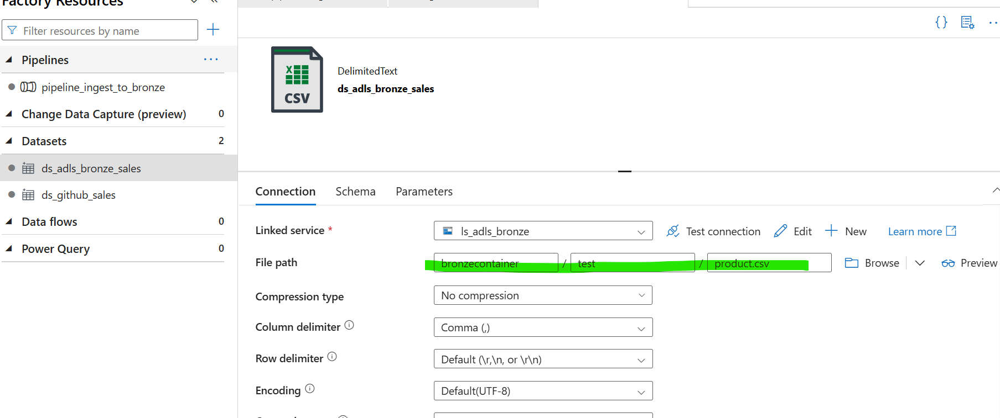 Factory Resources
Filter resources by name
Pipelines
pipeline_ingest_to_bronze
Change Data Capture (preview) 0
Datasets 2
ds_adls_bronze_sales
ds_github_sales
Data flows 0
Power Query 0
{}
X
CSV
DelimitedText
ds_adls_bronze_sales
Connection Schema Parameters
Linked service * ls_adls_bronze Test connection Edit New Learn more
File path bronzecontainer / test / product.csv Browse Preview
Compression type No compression
Column delimiter Comma (,)
Row delimiter Default (\r,\n, or \r\n)
Encoding Default(UTF-8)